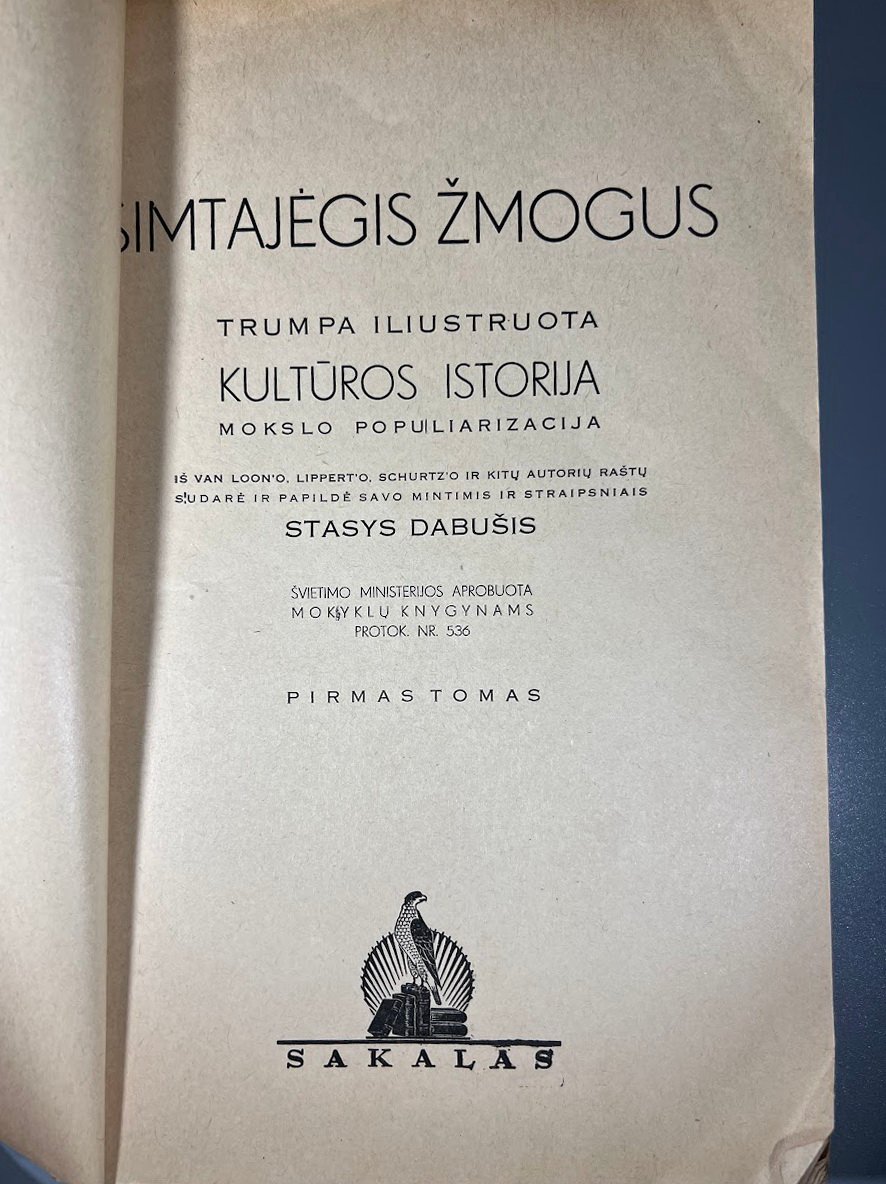 ŠIMTAJĖGIS ŽMOGUS
TRUMPA ILIUSTRUOTA
KULTŪROS ISTORIJA
MOKSLO POPULIARIZACIJA
IŠ VAN LOON'O, LIPPERT'O, SCHURTZ'O IR KITŲ AUTORIŲ RAŠTŲ
SUDARĖ IR PAPILDĖ SAVO MINTIMIS IR STRAIPSNIAIS
STASYS DABUŠIS
ŠVIETIMO MINISTERIJOS APROBUOTA
MOKYKLŲ KNYGYNAMS
PROTOK. NR. 536
PIRMAS TOMAS
SAKALAS